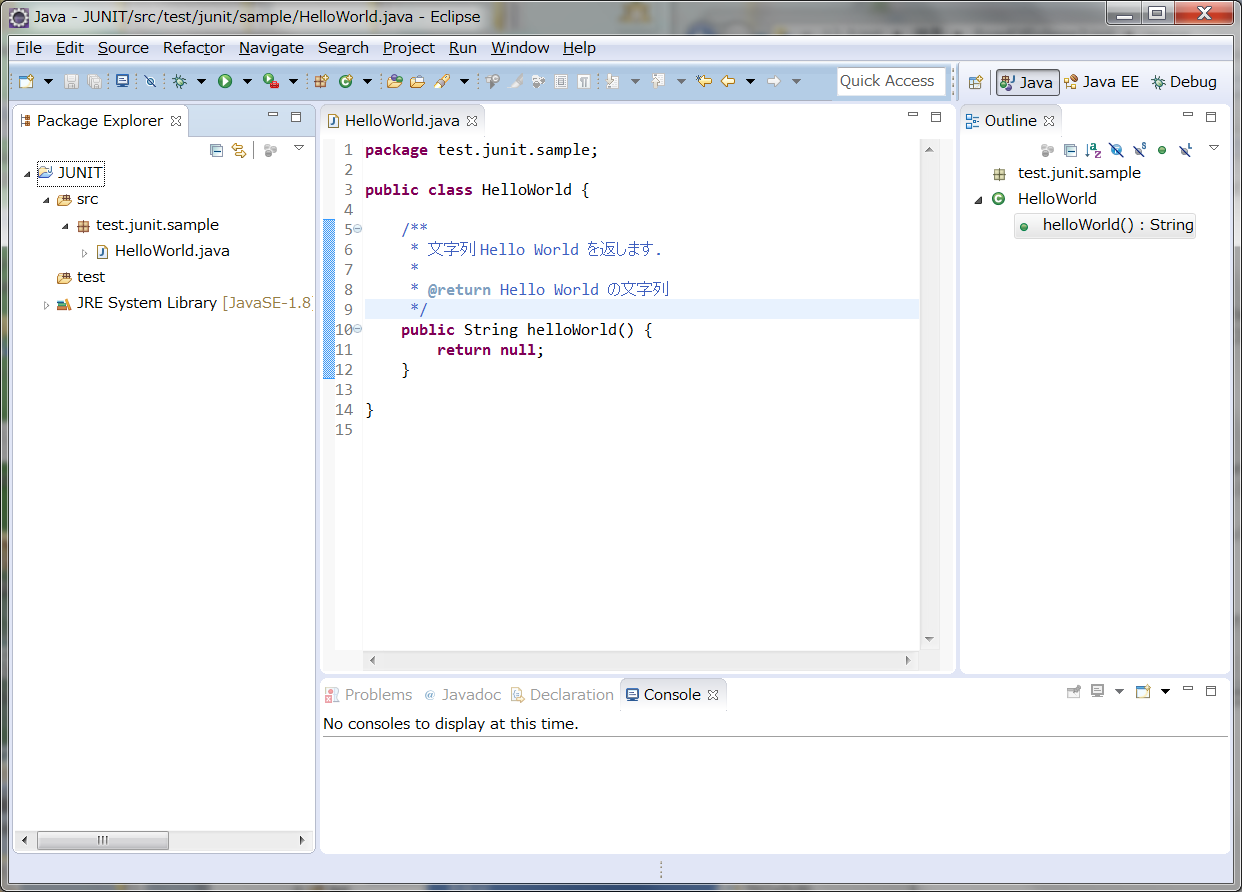 Java - JUNIT/src/test/junit/sample/HelloWorld.java - Eclipse
File Edit Source Refactor Navigate Search Project Run Window Help
Quick Access Java Java EE Debug
Package Explorer
JUNIT
src
test.junit.sample
HelloWorld.java
test
JRE System Library [JavaSE-1.8]
HelloWorld.java
1 package test.junit.sample;
2
3 public class HelloWorld {
4
5 /**
6 * 文字列 Hello World を返します.
7 *
8 * @return Hello World の文字列
9 */
10 public String helloWorld() {
11 return null;
12 }
13
14 }
15
Outline
test.junit.sample
HelloWorld
helloWorld() : String
Problems @ Javadoc Declaration Console
No consoles to display at this time.